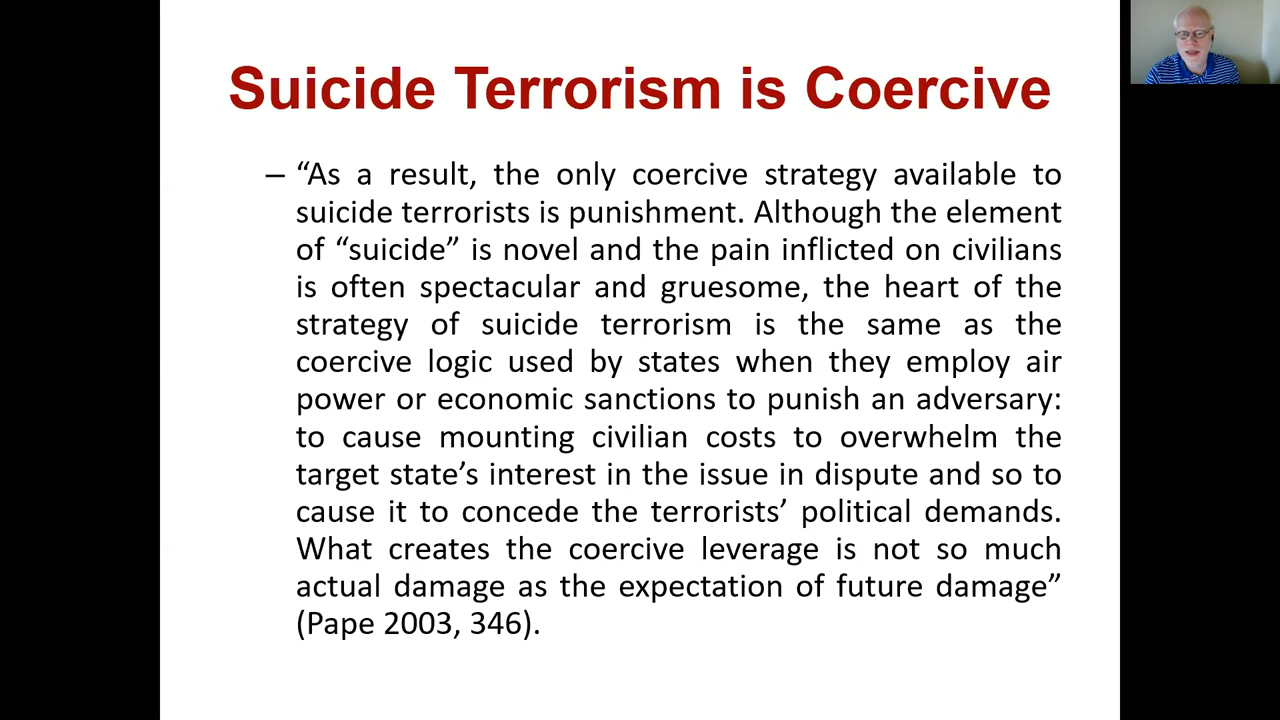 Suicide Terrorism is Coercive
– “As a result, the only coercive strategy available to
suicide terrorists is punishment. Although the element
of “suicide” is novel and the pain inflicted on civilians
is often spectacular and gruesome, the heart of the
strategy of suicide terrorism is the same as the
coercive logic used by states when they employ air
power or economic sanctions to punish an adversary:
to cause mounting civilian costs to overwhelm the
target state’s interest in the issue in dispute and so to
cause it to concede the terrorists’ political demands.
What creates the coercive leverage is not so much
actual damage as the expectation of future damage”
(Pape 2003, 346).